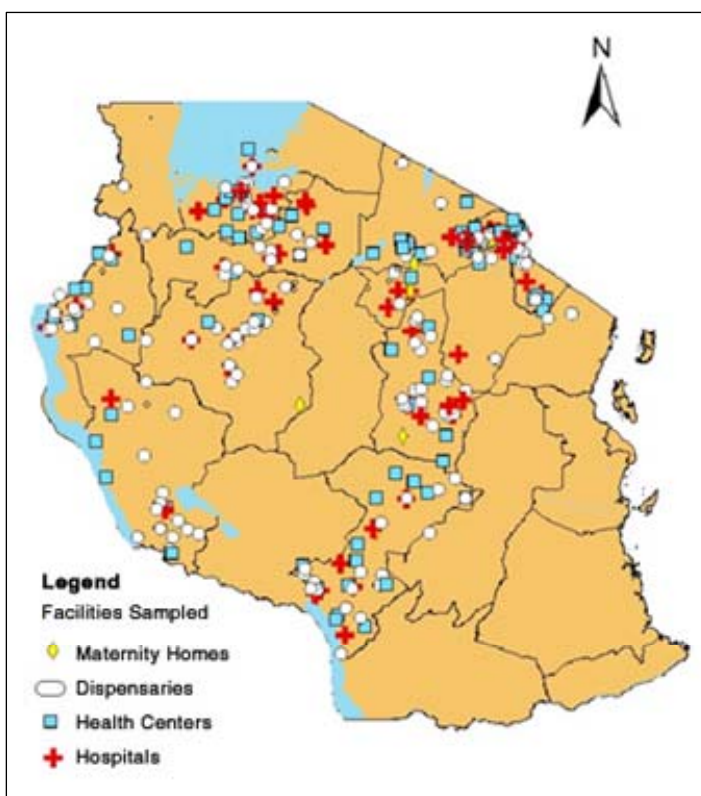 N
Legend
Facilities Sampled
Maternity Homes
Dispensaries
Health Centers
Hospitals